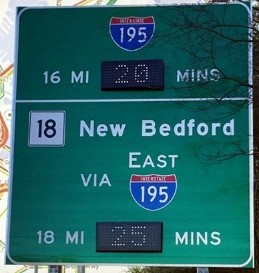 INTERSTATE
195
16 MI 20 MINS
18 New Bedford
EAST
VIA INTERSTATE 195
18 MI 25 MINS